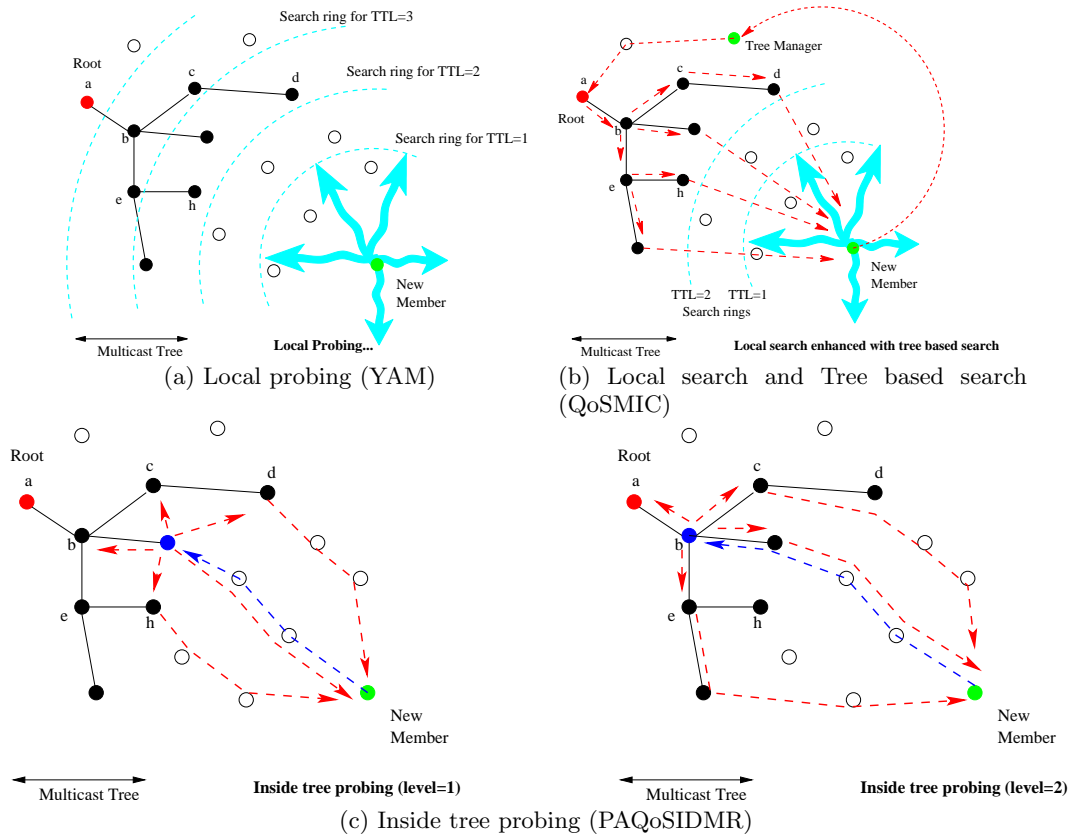 Search ring for TTL=3
Root
a
c
d
Search ring for TTL=2
b
Search ring for TTL=1
e
h
New
Member
Multicast Tree
Local Probing...
(a) Local probing (YAM)
Tree Manager
a
Root
c
d
b
e
h
New
Member
TTL=2
TTL=1
Search rings
Multicast Tree
Local search enhanced with tree based search
(b) Local search and Tree based search
(QoSMIC)
Root
a
c
d
b
e
h
New
Member
Multicast Tree
Inside tree probing (level=1)
Root
a
c
d
b
e
h
New
Member
Multicast Tree
Inside tree probing (level=2)
(c) Inside tree probing (PAQoSIDMR)